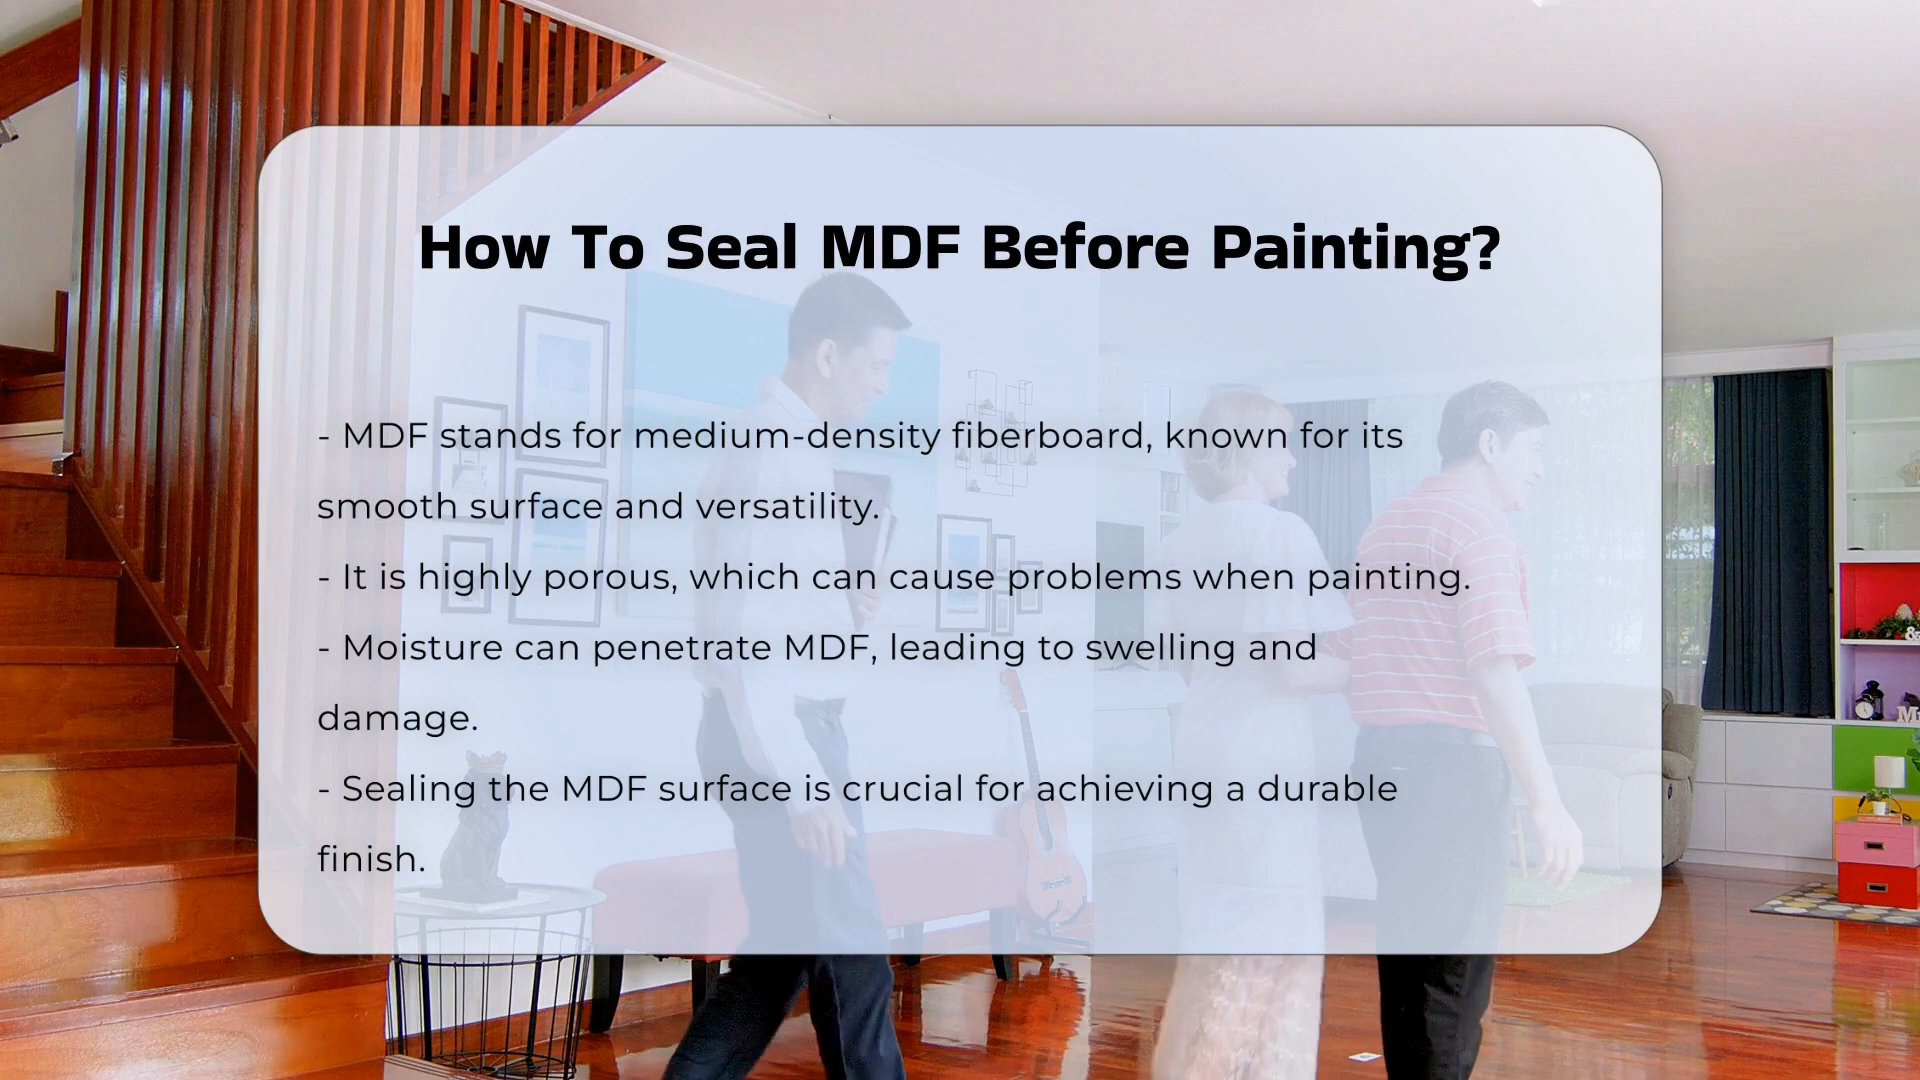 How To Seal MDF Before Painting?
- MDF stands for medium-density fiberboard, known for its
smooth surface and versatility.
- It is highly porous, which can cause problems when painting.
- Moisture can penetrate MDF, leading to swelling and
damage.
- Sealing the MDF surface is crucial for achieving a durable
finish.